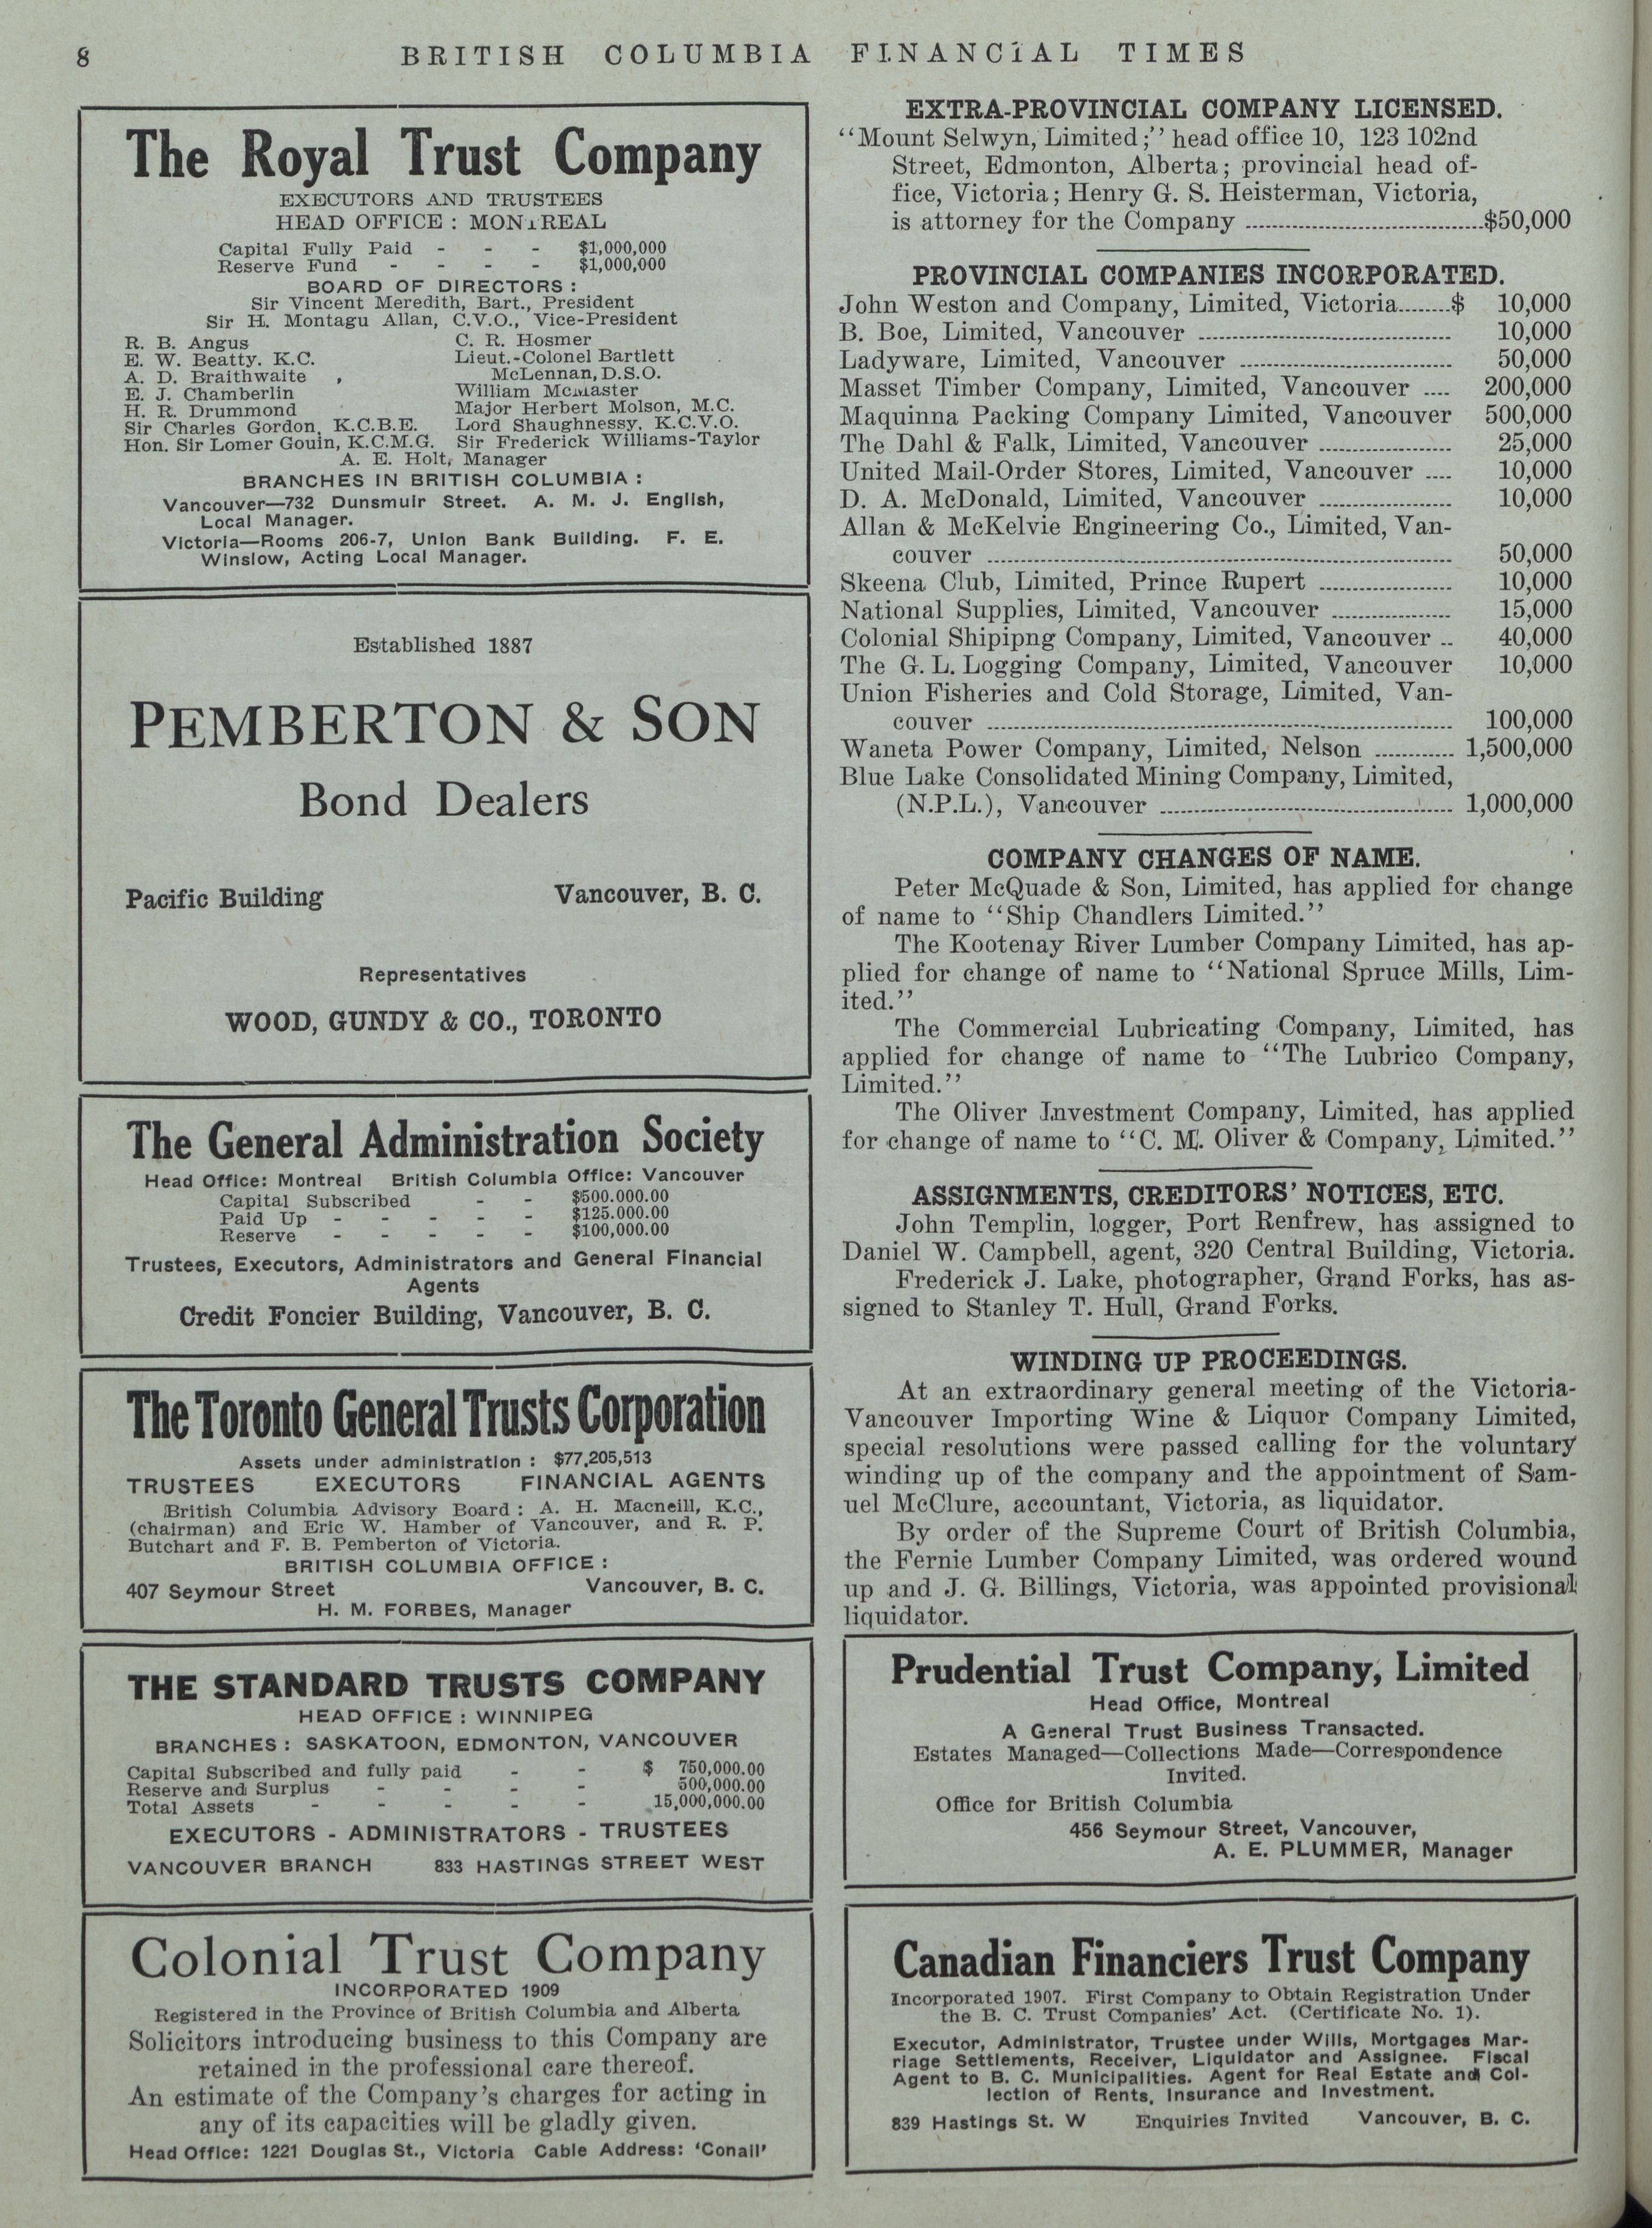 8 BRITISH COLUMBIA FINANCIAL TIMES
The Royal Trust Company
EXECUTORS AND TRUSTEES
HEAD OFFICE : MONTREAL
Capital Fully Paid - - - $1,000,000
Reserve Fund - - - - $1,000,000
BOARD OF DIRECTORS :
Sir Vincent Meredith, Bart., President
Sir H. Montagu Allan, C.V.O., Vice-President
R. B. Angus
E. W. Beatty. K.C.
A. D. Braithwaite
E. J. Chamberlin
H. R. Drummond
Sir Charles Gordon, K.C.B.E.
Hon. Sir Lomer Gouin, K.C.M.G.
C. R. Hosmer
Lieut.-Colonel Bartlett
McLennan, D.S.O.
William McMaster
Major Herbert Molson, M.C.
Lord Shaughnessy, K.C.V.O.
Sir Frederick Williams-Taylor
A. E. Holt, Manager
BRANCHES IN BRITISH COLUMBIA :
Vancouver—732 Dunsmuir Street. A. M. J. English,
Local Manager.
Victoria—Rooms 206-7, Union Bank Building. F. E.
Winslow, Acting Local Manager.
Established 1887
PEMBERTON & SON
Bond Dealers
Pacific Building Vancouver, B. C.
Representatives
WOOD, GUNDY & CO., TORONTO
The General Administration Society
Head Office: Montreal British Columbia Office: Vancouver
Capital Subscribed - - $500.000.00
Paid Up - - - - - $125.000.00
Reserve - - - - - $100,000.00
Trustees, Executors, Administrators and General Financial
Agents
Credit Foncier Building, Vancouver, B. C.
The Toronto General Trusts Corporation
Assets under administration : $77,205,513
TRUSTEES EXECUTORS FINANCIAL AGENTS
British Columbia Advisory Board : A. H. Macneill, K.C.,
(chairman) and Eric W. Hamber of Vancouver, and R. P.
Butchart and F. B. Pemberton of Victoria.
BRITISH COLUMBIA OFFICE :
407 Seymour Street Vancouver, B. C.
H. M. FORBES, Manager
THE STANDARD TRUSTS COMPANY
HEAD OFFICE : WINNIPEG
BRANCHES : SASKATOON, EDMONTON, VANCOUVER
Capital Subscribed and fully paid - - $ 750,000.00
Reserve and Surplus - - - - 500,000.00
Total Assets - - - - - 15,000,000.00
EXECUTORS - ADMINISTRATORS - TRUSTEES
VANCOUVER BRANCH 833 HASTINGS STREET WEST
Colonial Trust Company
INCORPORATED 1909
Registered in the Province of British Columbia and Alberta
Solicitors introducing business to this Company are
retained in the professional care thereof.
An estimate of the Company's charges for acting in
any of its capacities will be gladly given.
Head Office: 1221 Douglas St., Victoria Cable Address: 'Conail'
EXTRA-PROVINCIAL COMPANY LICENSED.
"Mount Selwyn, Limited;" head office 10, 123 102nd
Street, Edmonton, Alberta; provincial head of-
fice, Victoria; Henry G. S. Heisterman, Victoria,
is attorney for the Company ........ $50,000
PROVINCIAL COMPANIES INCORPORATED.
John Weston and Company, Limited, Victoria........$ 10,000
B. Boe, Limited, Vancouver ........ 10,000
Ladyware, Limited, Vancouver ........ 50,000
Masset Timber Company, Limited, Vancouver .... 200,000
Maquinna Packing Company Limited, Vancouver 500,000
The Dahl & Falk, Limited, Vancouver ........ 25,000
United Mail-Order Stores, Limited, Vancouver .... 10,000
D. A. McDonald, Limited, Vancouver ........ 10,000
Allan & McKelvie Engineering Co., Limited, Van-
couver ........ 50,000
Skeena Club, Limited, Prince Rupert ........ 10,000
National Supplies, Limited, Vancouver ........ 15,000
Colonial Shipipng Company, Limited, Vancouver .. 40,000
The G. L. Logging Company, Limited, Vancouver 10,000
Union Fisheries and Cold Storage, Limited, Van-
couver ........ 100,000
Waneta Power Company, Limited, Nelson ........ 1,500,000
Blue Lake Consolidated Mining Company, Limited,
(N.P.L.), Vancouver ........ 1,000,000
COMPANY CHANGES OF NAME.
Peter McQuade & Son, Limited, has applied for change
of name to "Ship Chandlers Limited."
The Kootenay River Lumber Company Limited, has ap-
plied for change of name to "National Spruce Mills, Lim-
ited."
The Commercial Lubricating Company, Limited, has
applied for change of name to "The Lubrico Company,
Limited."
The Oliver Investment Company, Limited, has applied
for change of name to "C. M. Oliver & Company, Limited."
ASSIGNMENTS, CREDITORS' NOTICES, ETC.
John Templin, logger, Port Renfrew, has assigned to
Daniel W. Campbell, agent, 320 Central Building, Victoria.
Frederick J. Lake, photographer, Grand Forks, has as-
signed to Stanley T. Hull, Grand Forks.
WINDING UP PROCEEDINGS.
At an extraordinary general meeting of the Victoria-
Vancouver Importing Wine & Liquor Company Limited,
special resolutions were passed calling for the voluntary
winding up of the company and the appointment of Sam-
uel McClure, accountant, Victoria, as liquidator.
By order of the Supreme Court of British Columbia,
the Fernie Lumber Company Limited, was ordered wound
up and J. G. Billings, Victoria, was appointed provisional
liquidator.
Prudential Trust Company, Limited
Head Office, Montreal
A General Trust Business Transacted.
Estates Managed—Collections Made—Correspondence
Invited.
Office for British Columbia
456 Seymour Street, Vancouver,
A. E. PLUMMER, Manager
Canadian Financiers Trust Company
Incorporated 1907. First Company to Obtain Registration Under
the B. C. Trust Companies' Act. (Certificate No. 1).
Executor, Administrator, Trustee under Wills, Mortgages Mar-
riage Settlements, Receiver, Liquidator and Assignee. Fiscal
Agent to B. C. Municipalities. Agent for Real Estate and Col-
lection of Rents, Insurance and Investment.
839 Hastings St. W Enquiries Invited Vancouver, B. C.